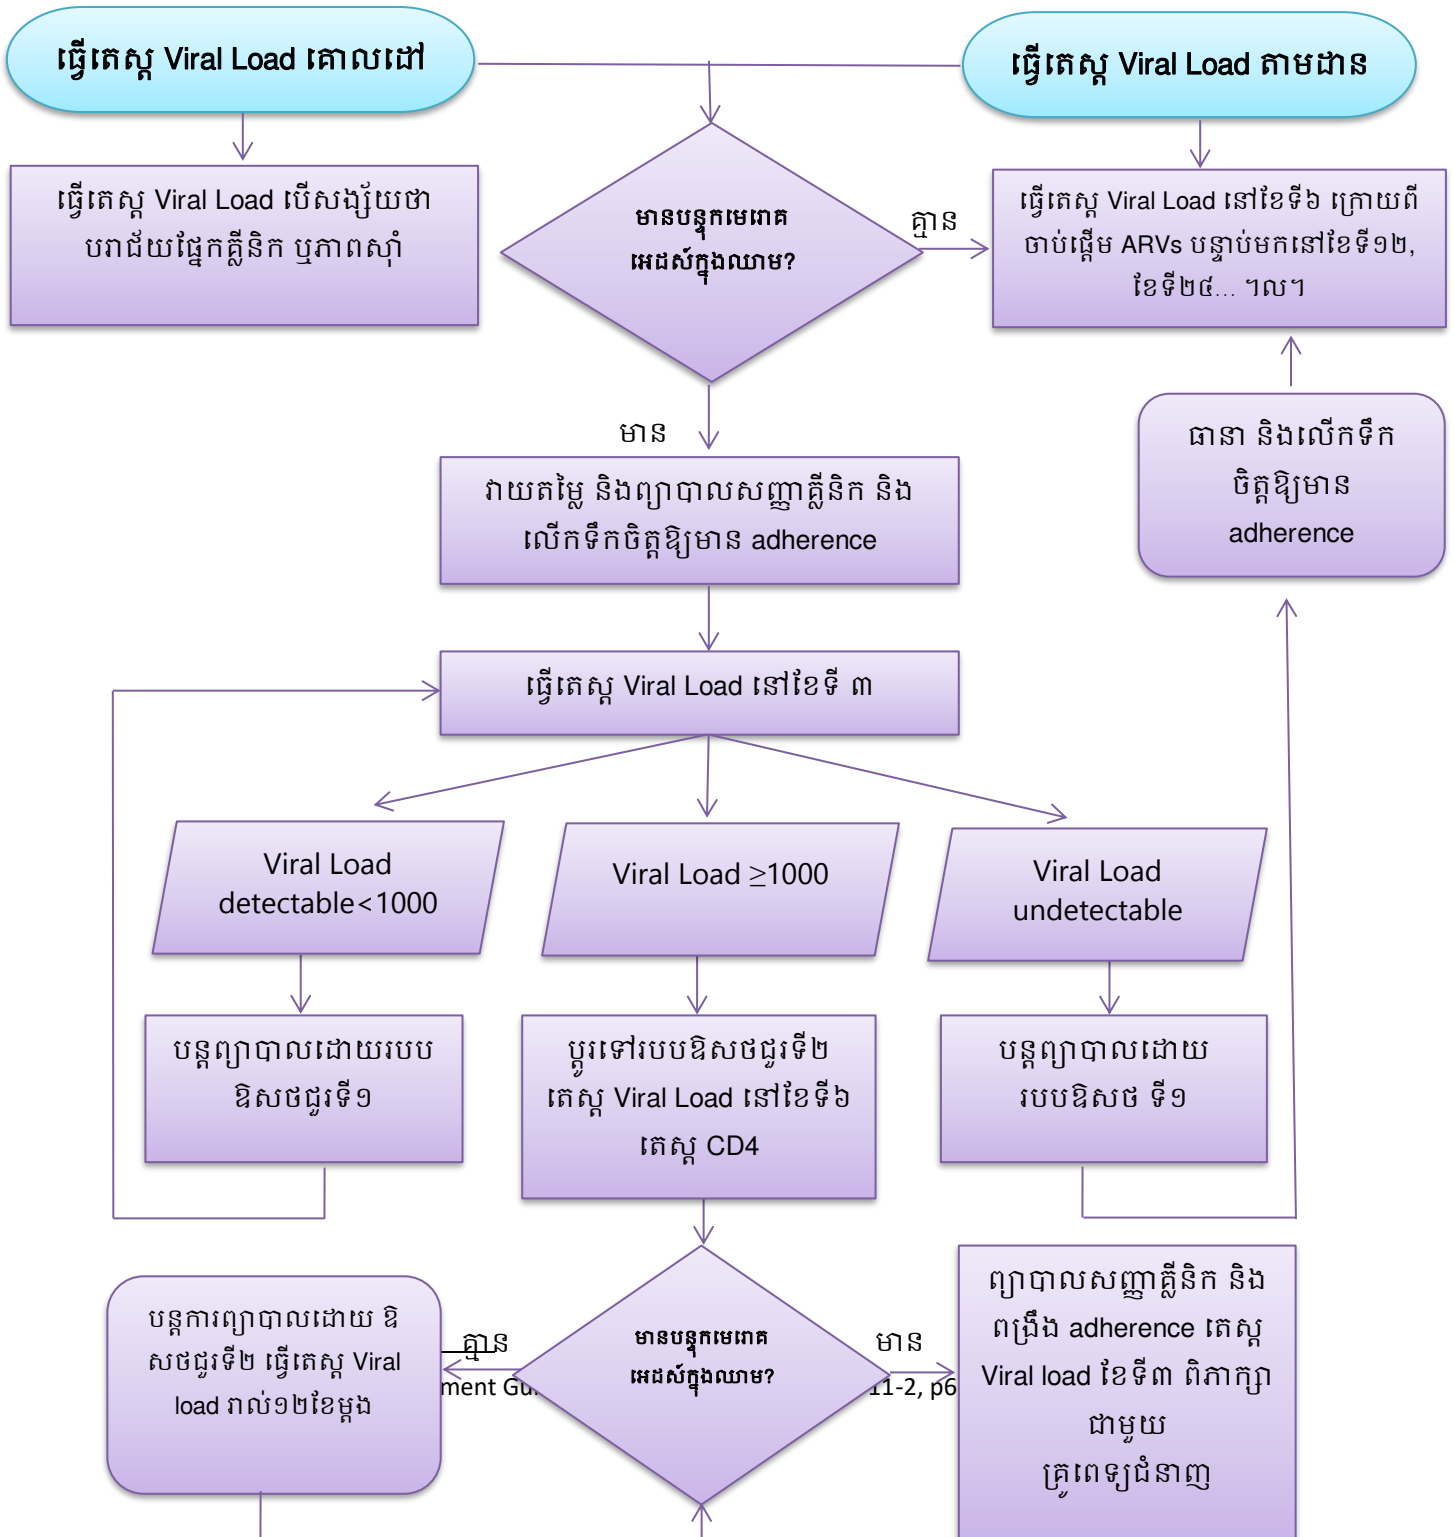 ធ្វើតេស្ត Viral Load គោលដៅ
ធ្វើតេស្ត Viral Load តាមដាន
ធ្វើតេស្ត Viral Load បើសង្ស័យថា
បរាជ័យផ្នែកគ្លីនិក ឬភាពស៊ាំ
មានបន្ទុកមេរោគ
អេដស៍ក្នុងឈាម?
គ្មាន
ធ្វើតេស្ត Viral Load នៅខែទី៦ ក្រោយពី
ចាប់ផ្តើម ARVs បន្ទាប់មកនៅខែទី១២,
ខែទី២៤... ។ល។
មាន
វាយតម្លៃ និងព្យាបាលសញ្ញាគ្លីនិក និង
លើកទឹកចិត្តឱ្យមាន adherence
ធានា និងលើកទឹក
ចិត្តឱ្យមាន
adherence
ធ្វើតេស្ត Viral Load នៅខែទី ៣
Viral Load
detectable<1000
Viral Load ≥1000
Viral Load
undetectable
បន្តព្យាបាលដោយរបប
ឱសថជួរទី១
ប្តូរទៅរបបឱសថជួរទី២
តេស្ត Viral Load នៅខែទី៦
តេស្ត CD4
បន្តព្យាបាលដោយ
របបឱសថ ទី១
បន្តការព្យាបាលដោយ ឱ
សថជួរទី២ ធ្វើតេស្ត Viral
load រាល់១២ខែម្តង
គ្មាន
មានបន្ទុកមេរោគ
អេដស៍ក្នុងឈាម?
មាន
ព្យាបាលសញ្ញាគ្លីនិក និង
ពង្រឹង adherence តេស្ត
Viral load ខែទី៣ ពិភាក្សា
ជាមួយ
គ្រូពេទ្យជំនាញ
11-2, p6